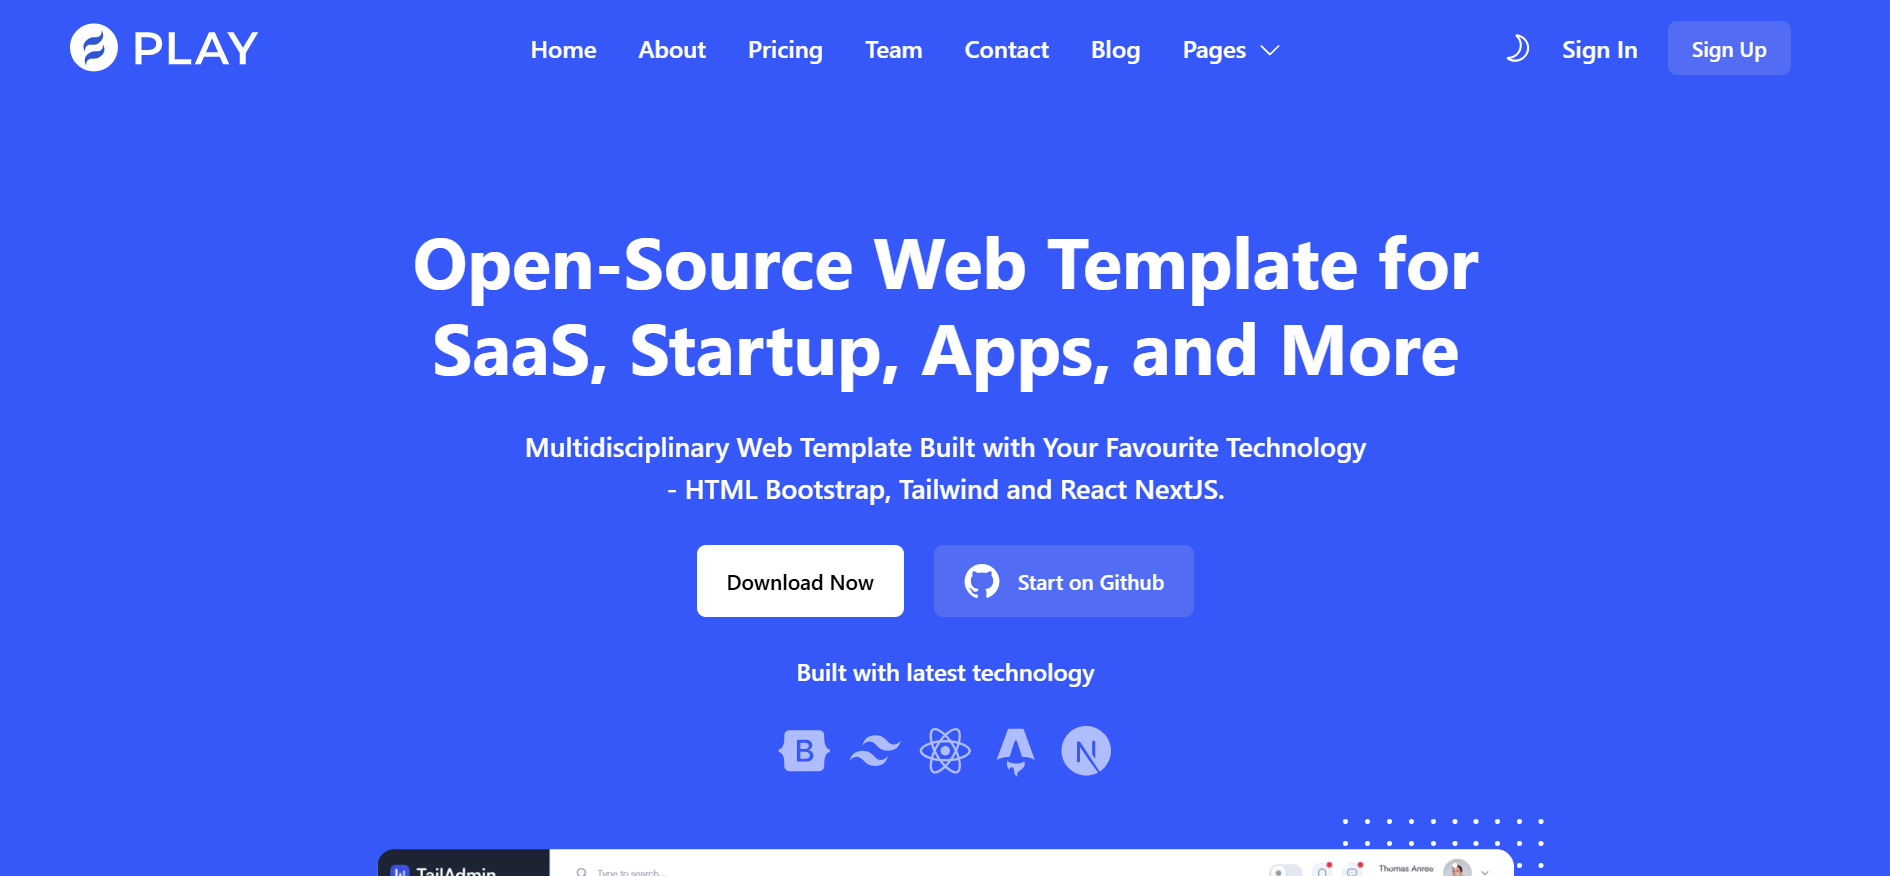 PLAY
Home About Pricing Team Contact Blog Pages
Sign In Sign Up
Open-Source Web Template for
SaaS, Startup, Apps, and More
Multidisciplinary Web Template Built with Your Favourite Technology
- HTML Bootstrap, Tailwind and React NextJS.
Download Now
Start on Github
Built with latest technology
B N
TailAdmin
Type to search...
Thomas Anree